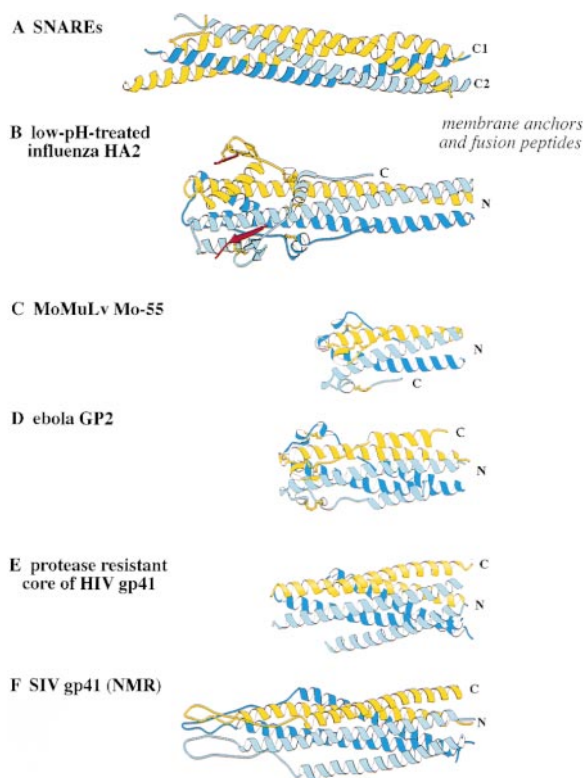 A SNAREs
C1
C2
B low-pH-treated
influenza HA2
membrane anchors
and fusion peptides
C
N
C MoMuLv Mo-55
N
C
D ebola GP2
C
N
E protease resistant
core of HIV gp41
C
N
F SIV gp41 (NMR)
C
N